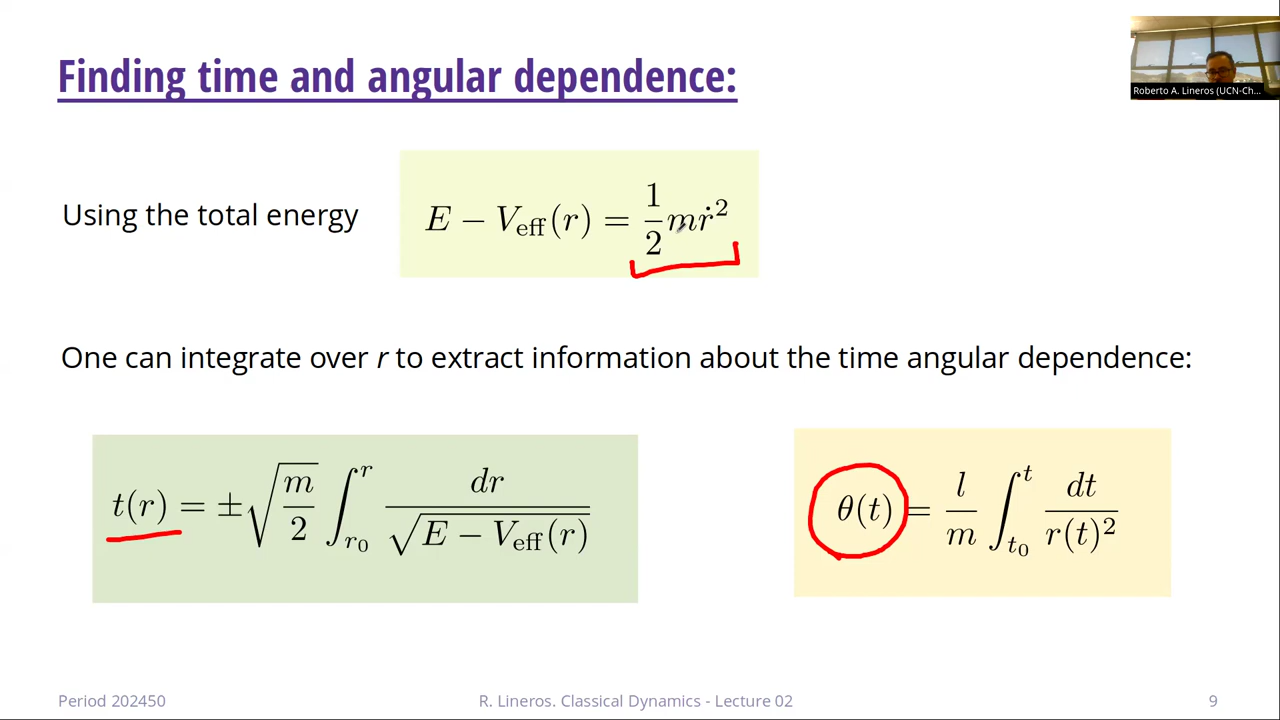 Finding time and angular dependence:
Roberto A. Lineros (UCN-Ch...
Using the total energy
E − V_eff(r) = 1/2 mṙ²
One can integrate over r to extract information about the time angular dependence:
t(r) = ±√(m/2) ∫_{r₀}^{r} dr / √(E − V_eff(r))
θ(t) = l/m ∫_{t₀}^{t} dt / r(t)²
Period 202450
R. Lineros. Classical Dynamics - Lecture 02
9